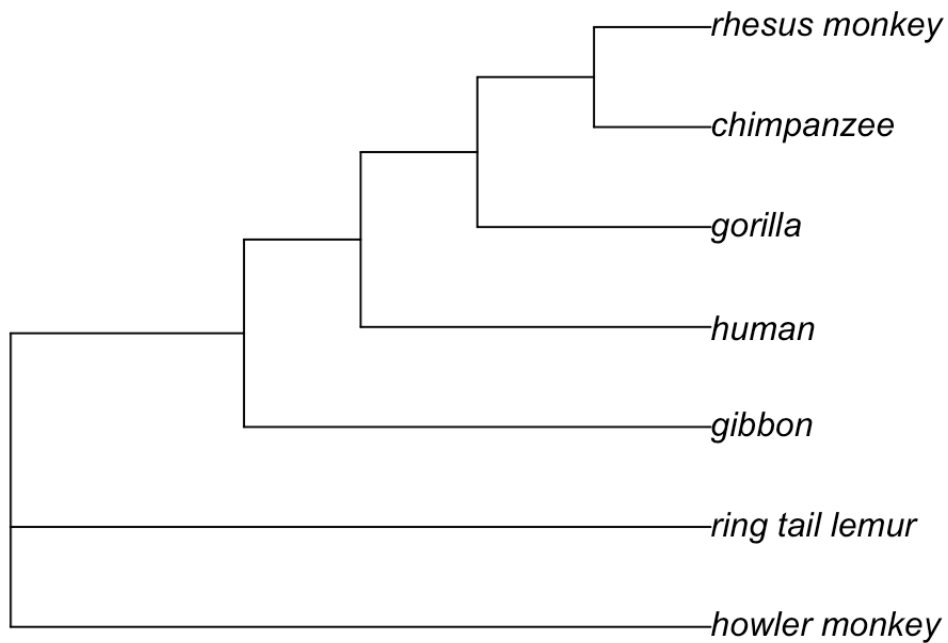 rhesus monkey
chimpanzee
gorilla
human
gibbon
ring tail lemur
howler monkey